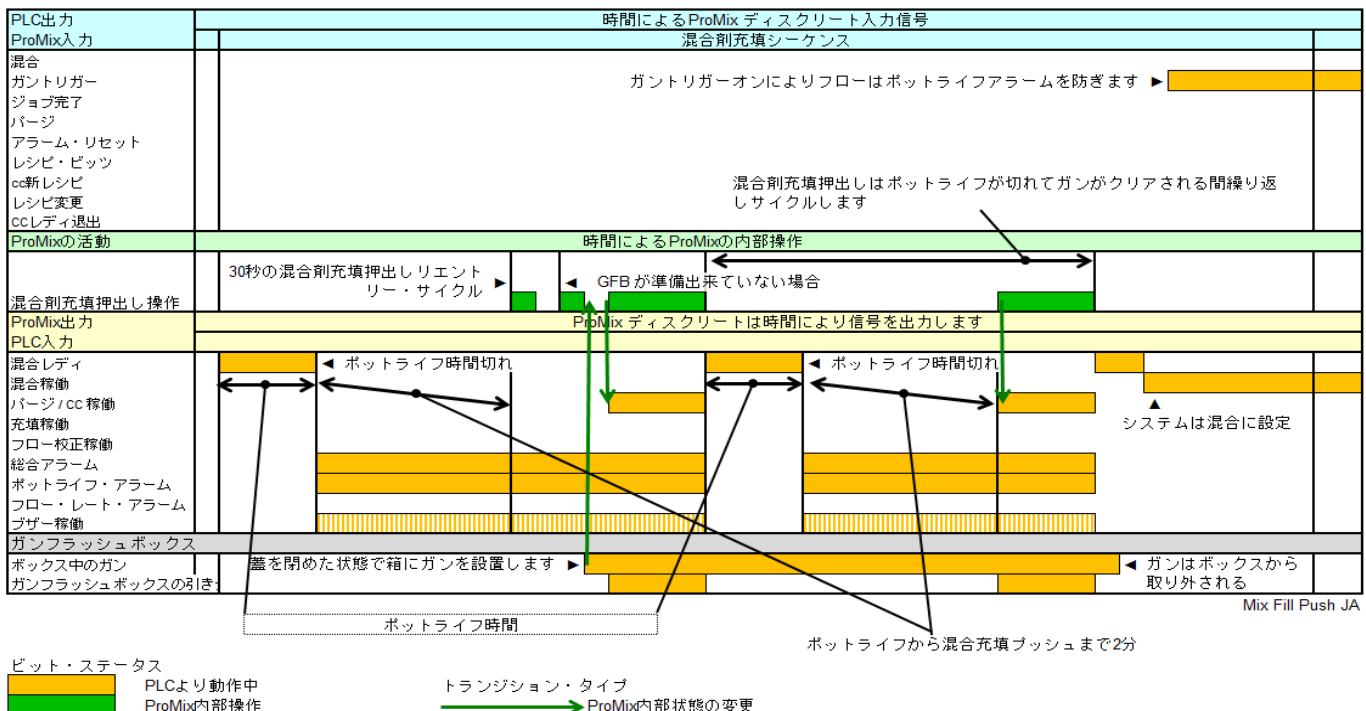 PLC出力
時間によるProMix ディスクリート入力信号
ProMix入力
混合剤充填シーケンス
混合
ガントリガー
ガントリガーオンによりフローはポットライフアラームを防ぎます ►
ジョブ完了
パージ
アラーム・リセット
レシピ・ビッツ
cc新レシピ
混合剤充填押出しはポットライフが切れてガンがクリアされる間繰り返
しサイクルします
レシピ変更
CCレディ退出
ProMixの活動
時間によるProMixの内部操作
30秒の混合剤充填押出しリエント
リー・サイクル ►
◄ GFB が準備出来ていない場合
混合剤充填押出し操作
ProMix出力
ProMix ディスクリートは時間により信号を出力します
PLC入力
混合レディ
◄ ポットライフ時間切れ
◄ ポットライフ時間切れ
混合稼働
パージ / CC 稼働
▲
システムは混合に設定
充填稼働
フロー校正稼働
総合アラーム
ポットライフ・アラーム
フロー・レート・アラーム
ブザー稼働
ガンフラッシュボックス
ボックス中のガン
蓋を閉めた状態で箱にガンを設置します ►
◄ ガンはボックスから
取り外される
ガンフラッシュボックスの引き
Mix Fill Push JA
ポットライフ時間
ポットライフから混合充填プッシュまで2分
ビット・ステータス
PLCより動作中
トランジション・タイプ
ProMix内部操作
ProMix内部状態の変更